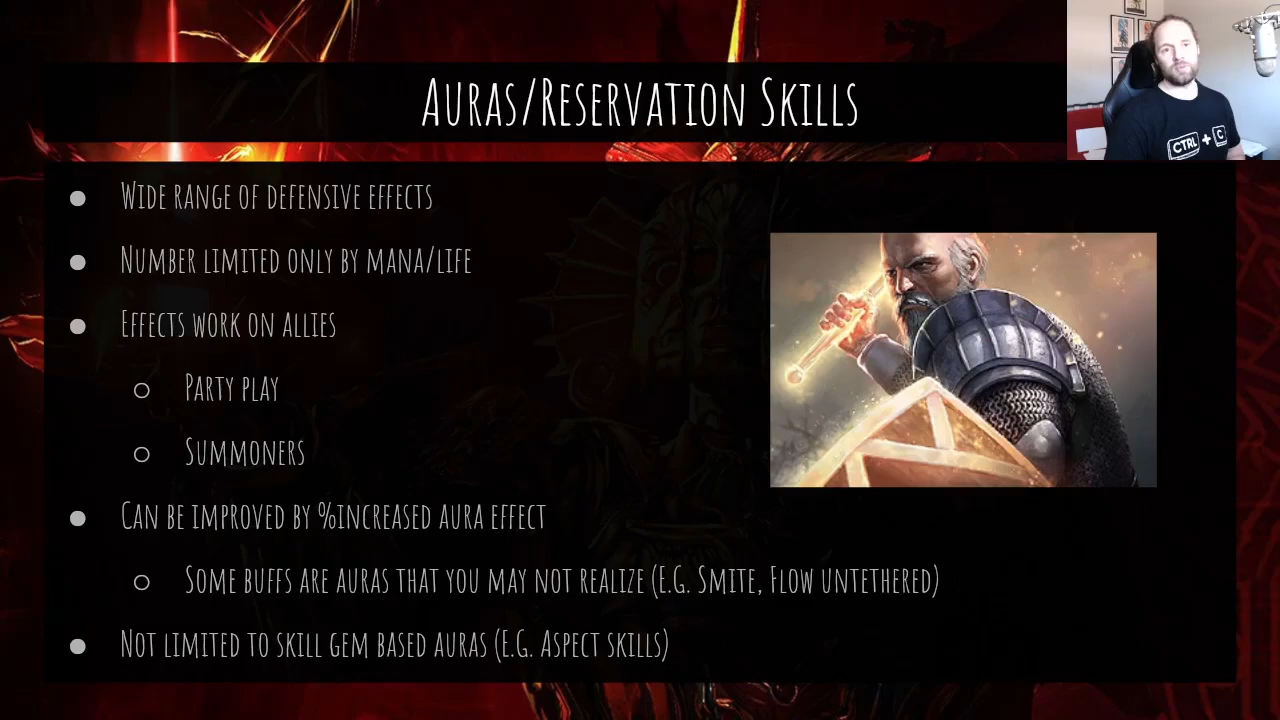 Auras/Reservation Skills
CTRL + C
● Wide range of defensive effects
● Number limited only by mana/life
● Effects work on allies
○ Party play
○ Summoners
● Can be improved by %increased aura effect
○ Some buffs are auras that you may not realize (e.g. Smite, Flow untethered)
● Not limited to skill gem based auras (e.g. Aspect skills)